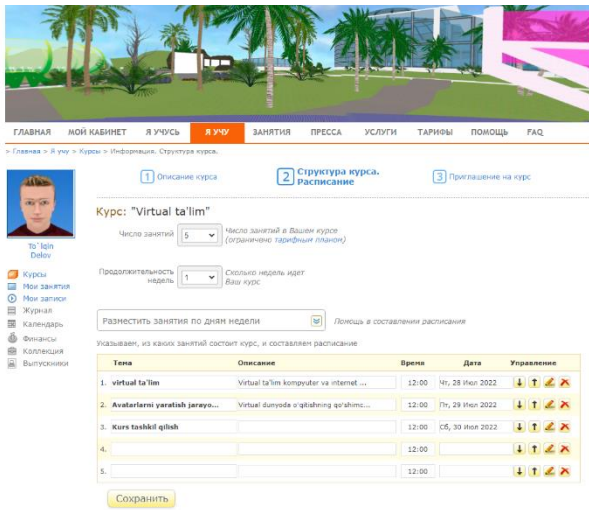 ГЛАВНАЯ МОЙ КАБИНЕТ Я УЧУСЬ Я УЧУ ЗАНЯТИЯ ПРЕССА УСЛУГИ ТАРИФЫ ПОМОЩЬ FAQ
> Главная > Я учу > Курсы > Информация. Структура курса.
1 Описание курса
2 Структура курса. Расписание
3 Приглашение на курс
To`lqin
Delov
Курсы
Мои занятия
Мои записи
Журнал
Календарь
Финансы
Коллекция
Выпускники
Курс: "Virtual ta'lim"
Число занятий 5 Число занятий в Вашем курсе
(ограничено тарифным планом)
Продолжительность недель 1 Сколько недель идет
Ваш курс
Разместить занятия по дням недели Помощь в составлении расписания
Указываем, из каких занятий состоит курс, и составляем расписание
Тема Описание Время Дата Управление
1. virtual ta'lim Virtual ta'lim kompyuter va internet ... 12:00 Чт, 28 Июл 2022
2. Avatarlarni yaratish jarayo... Virtual dunyoda o'qitishning qo'shimc... 12:00 Пт, 29 Июл 2022
3. Kurs tashkil qilish 12:00 Сб, 30 Июл 2022
4. 12:00
5. 12:00
Сохранить